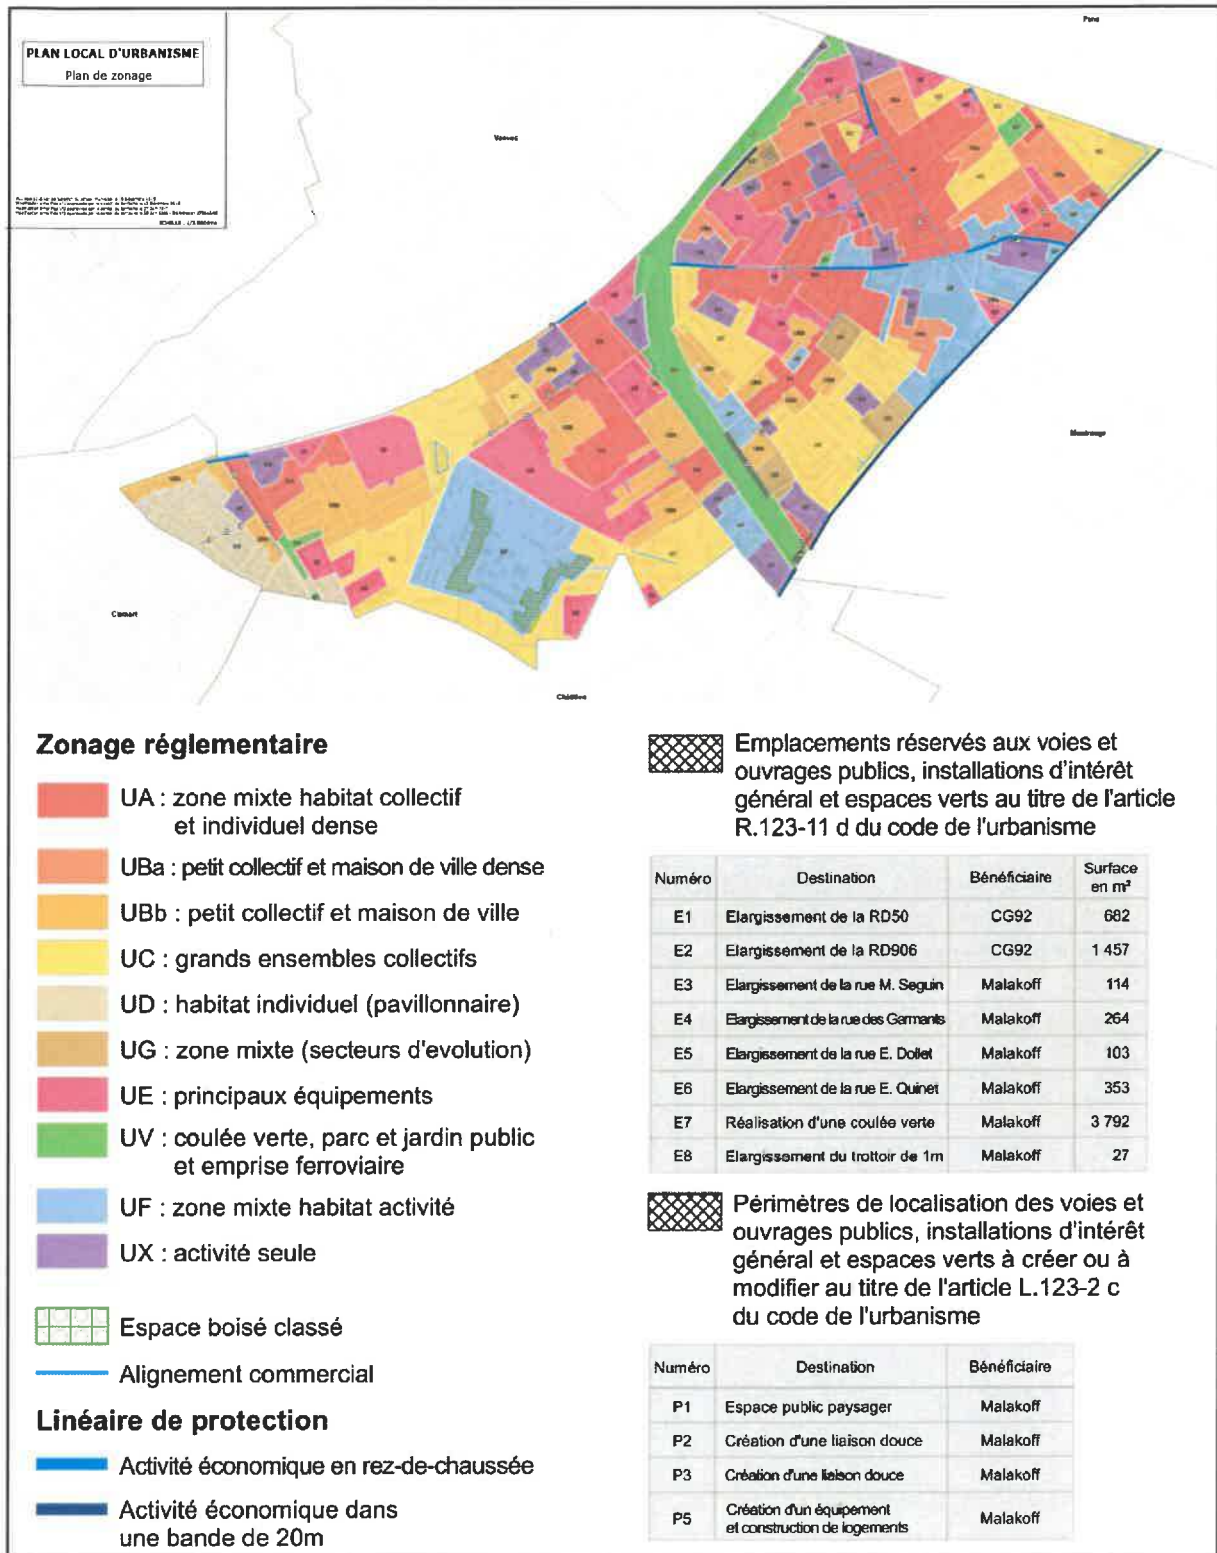 PLAN LOCAL D'URBANISME
Plan de zonage
Vanves
Montrouge
Clamart
Zonage réglementaire
UA : zone mixte habitat collectif
et individuel dense
UBa : petit collectif et maison de ville dense
UBb : petit collectif et maison de ville
UC : grands ensembles collectifs
UD : habitat individuel (pavillonnaire)
UG : zone mixte (secteurs d'evolution)
UE : principaux équipements
UV : coulée verte, parc et jardin public
et emprise ferroviaire
UF : zone mixte habitat activité
UX : activité seule
Espace boisé classé
Alignement commercial
Linéaire de protection
Activité économique en rez-de-chaussée
Activité économique dans
une bande de 20m
Emplacements réservés aux voies et
ouvrages publics, installations d'intérêt
général et espaces verts au titre de l'article
R.123-11 d du code de l'urbanisme
Numéro Destination Bénéficiaire Surface en m²
E1 Elargissement de la RD50 CG92 682
E2 Elargissement de la RD906 CG92 1 457
E3 Elargissement de la rue M. Seguin Malakoff 114
E4 Elargissement de la rue des Garmants Malakoff 264
E5 Elargissement de la rue E. Dollet Malakoff 103
E6 Elargissement de la rue E. Quinet Malakoff 353
E7 Réalisation d'une coulée verte Malakoff 3 792
E8 Elargissement du trottoir de 1m Malakoff 27
Périmètres de localisation des voies et
ouvrages publics, installations d'intérêt
général et espaces verts à créer ou à
modifier au titre de l'article L.123-2 c
du code de l'urbanisme
Numéro Destination Bénéficiaire
P1 Espace public paysager Malakoff
P2 Création d'une liaison douce Malakoff
P3 Création d'une liaison douce Malakoff
P5 Création d'un équipement
et construction de logements Malakoff